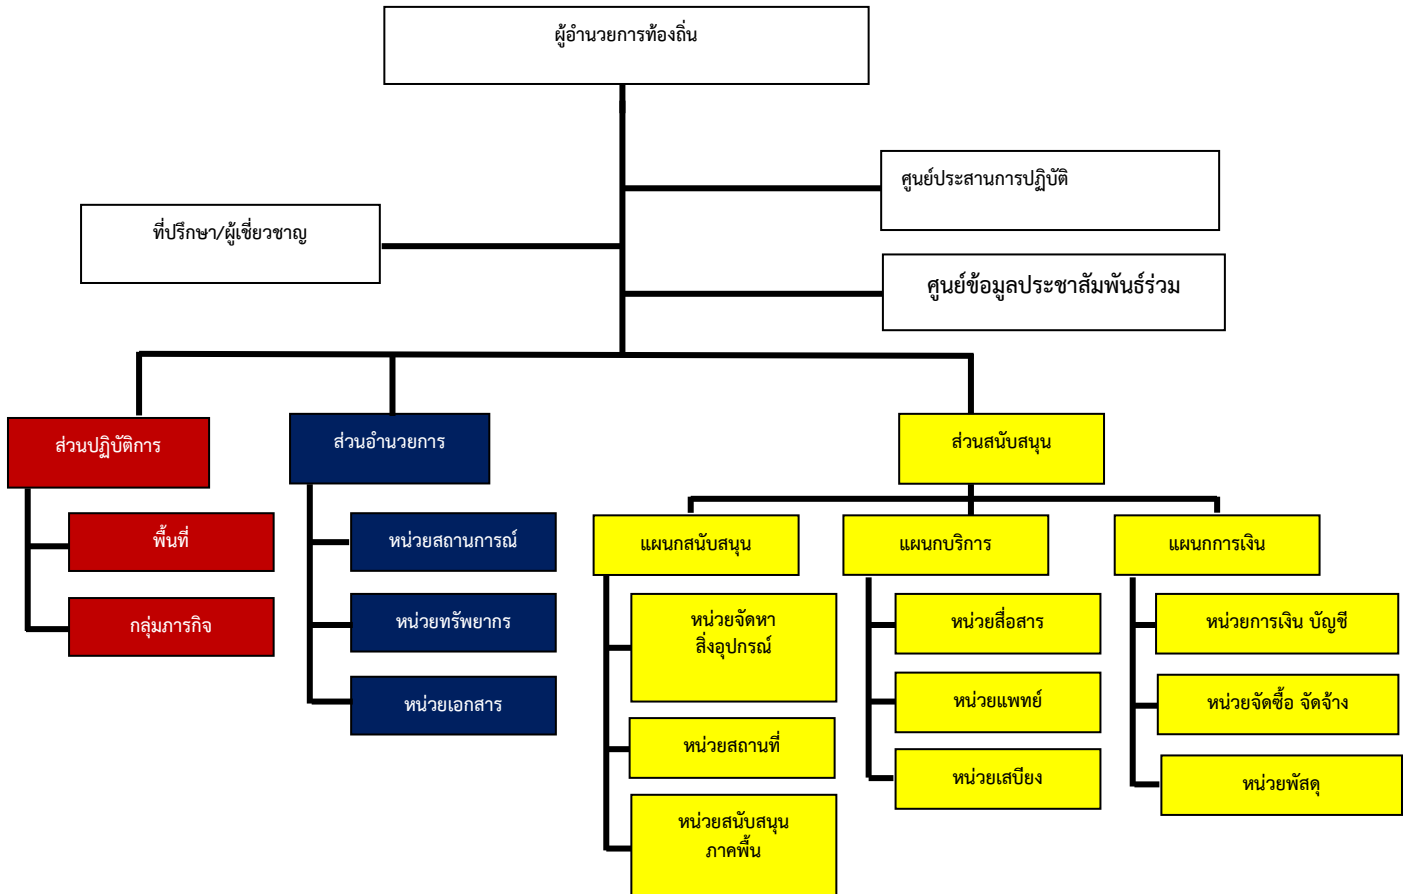 ผู้อำนวยการท้องถิ่น
ศูนย์ประสานการปฏิบัติ
ที่ปรึกษา/ผู้เชี่ยวชาญ
ศูนย์ข้อมูลประชาสัมพันธ์ร่วม
ส่วนปฏิบัติการ
ส่วนอำนวยการ
ส่วนสนับสนุน
พื้นที่
กลุ่มภารกิจ
หน่วยสถานการณ์
หน่วยทรัพยากร
หน่วยเอกสาร
แผนกสนับสนุน
หน่วยจัดหา
สิ่งอุปกรณ์
หน่วยสถานที่
หน่วยสนับสนุน
ภาคพื้น
แผนกบริการ
หน่วยสื่อสาร
หน่วยแพทย์
หน่วยเสบียง
แผนกการเงิน
หน่วยการเงิน บัญชี
หน่วยจัดซื้อ จัดจ้าง
หน่วยพัสดุ